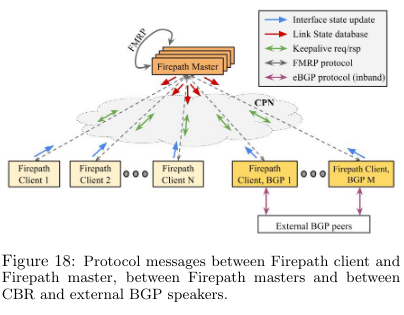 FMRP
Firepath Master
Interface state update
Link State database
Keepalive req/rsp
FMRP protocol
eBGP protocol (inband)
CPN
Firepath
Client 1
Firepath
Client 2
Firepath
Client N
Firepath
Client, BGP 1
Firepath Client,
BGP M
External BGP peers
Figure 18: Protocol messages between Firepath client and
Firepath master, between Firepath masters and between
CBR and external BGP speakers.